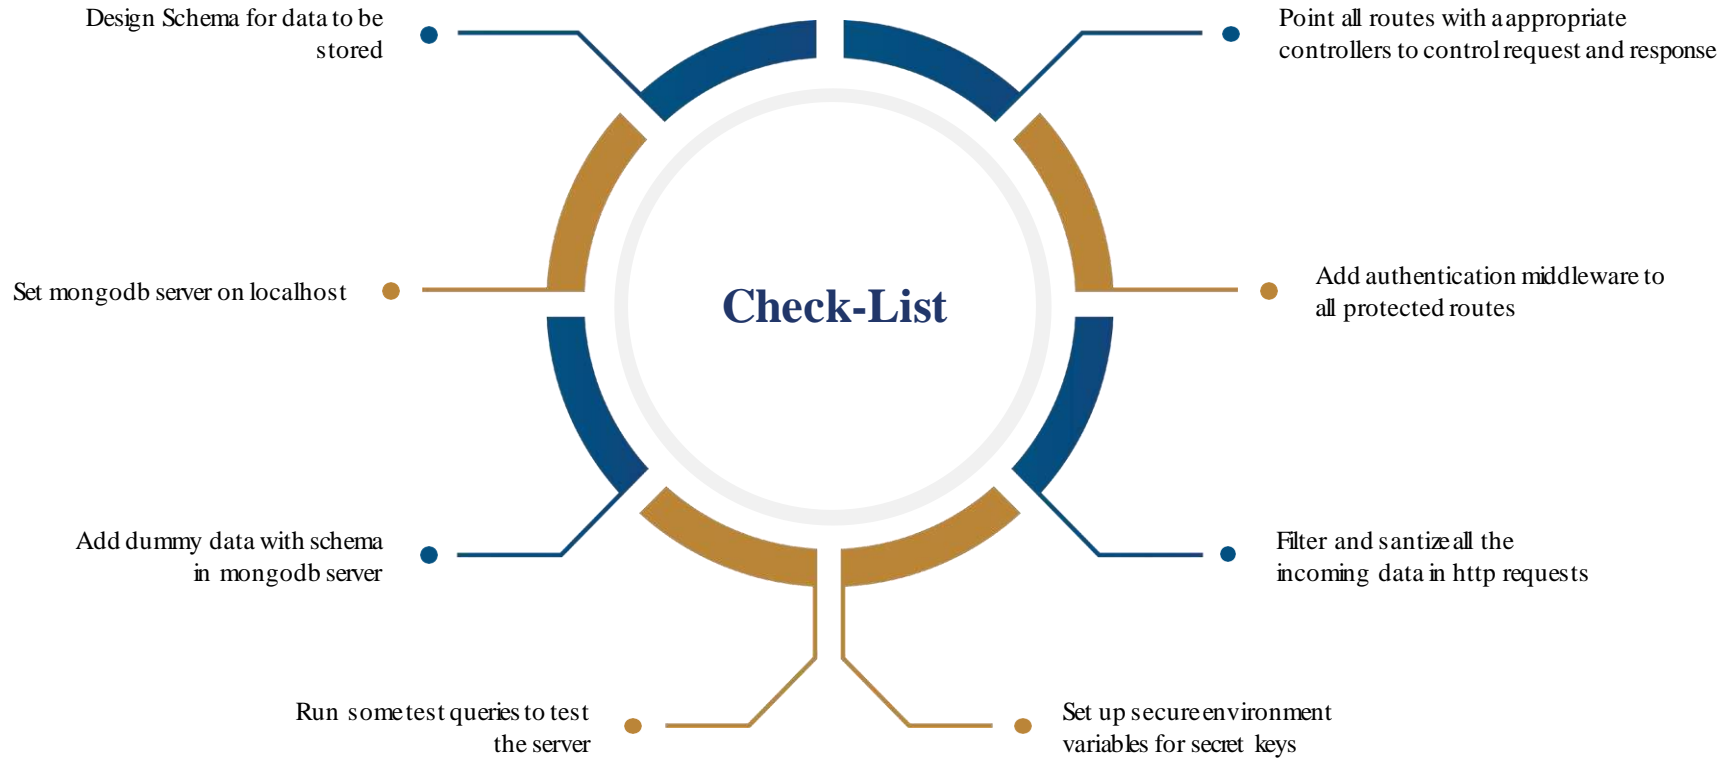 Design Schema for data to be
stored
Point all routes with a appropriate
controllers to control request and response
Set mongodb server on localhost
Check-List
Add authentication middleware to
all protected routes
Add dummy data with schema
in mongodb server
Filter and santize all the
incoming data in http requests
Run some test queries to test
the server
Set up secure environment
variables for secret keys